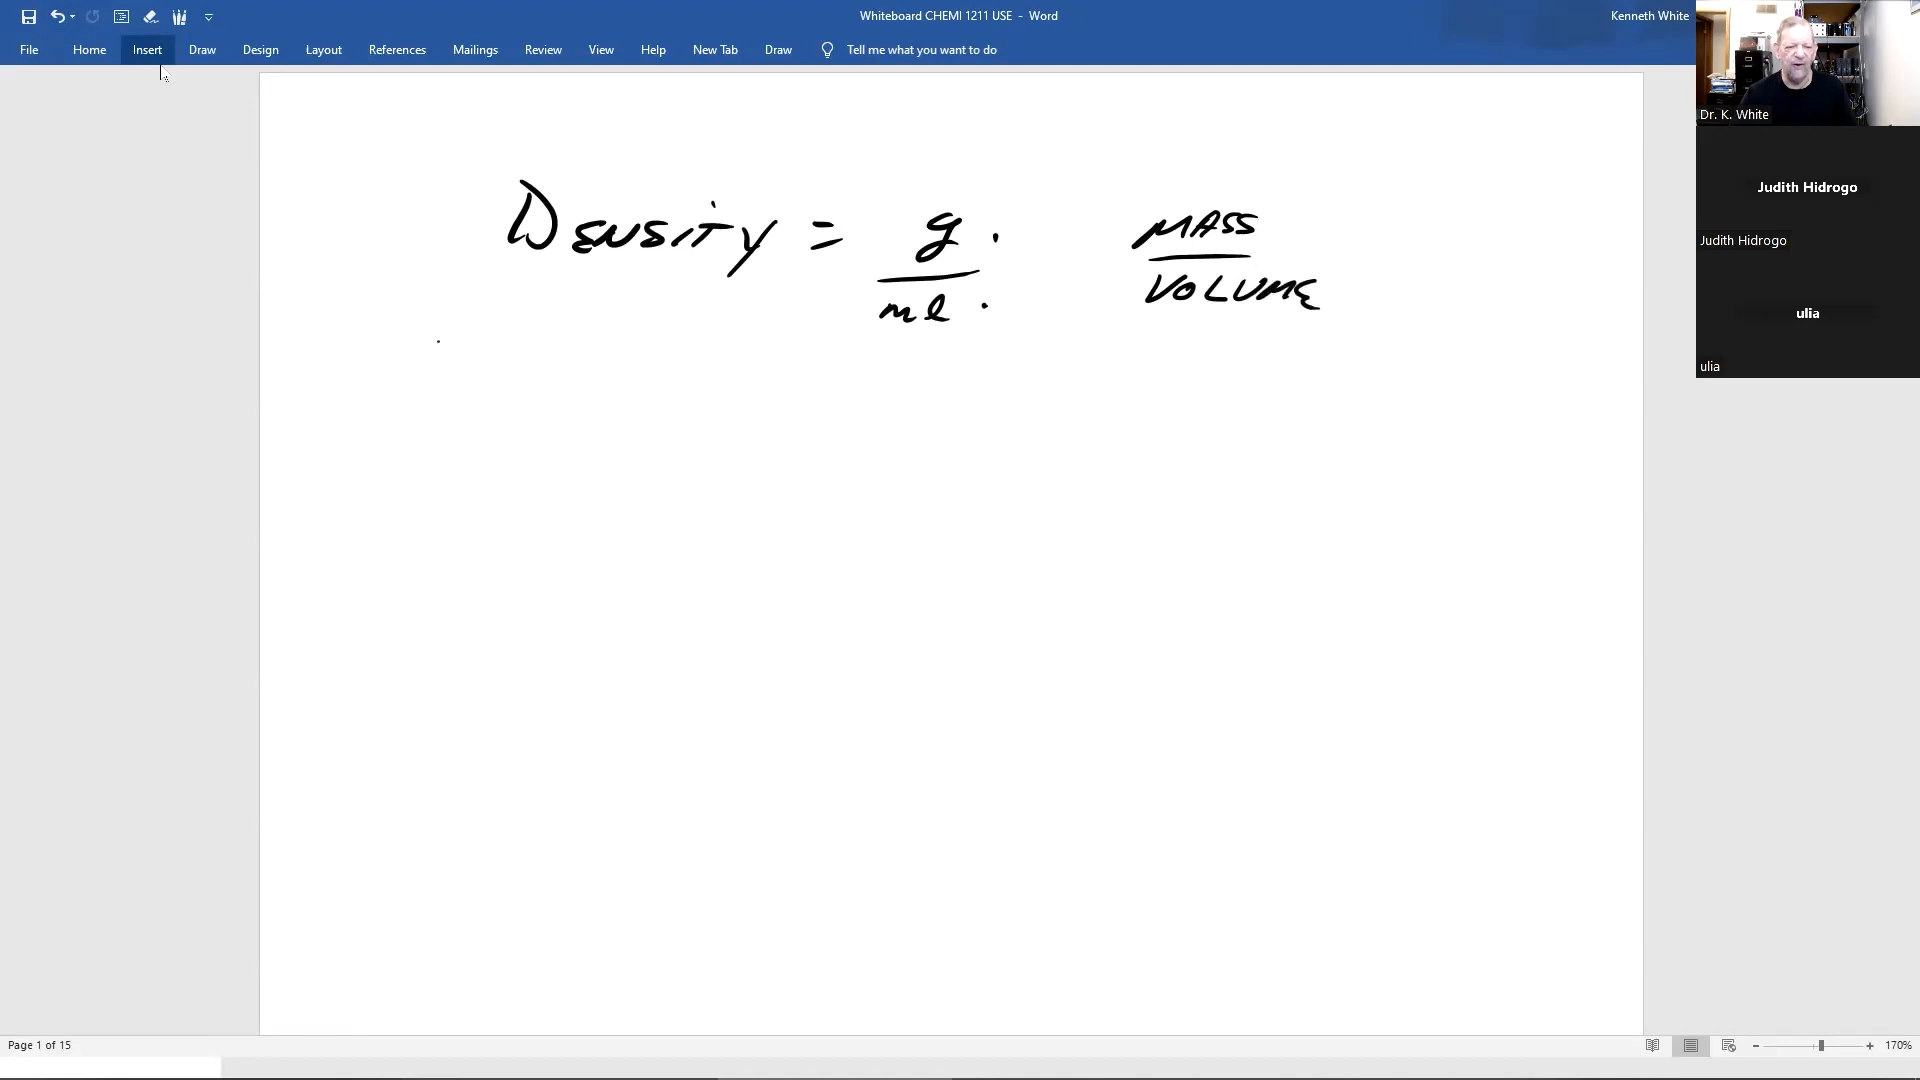 Whiteboard CHEMI 1211 USE - Word
Kenneth White
File Home Insert Draw Design Layout References Mailings Review View Help New Tab Draw Tell me what you want to do
Dr. K. White
Judith Hidrogo
Judith Hidrogo
ulia
ulia
DENSITY = g.
ml.
MASS
VOLUME
Page 1 of 15
170%